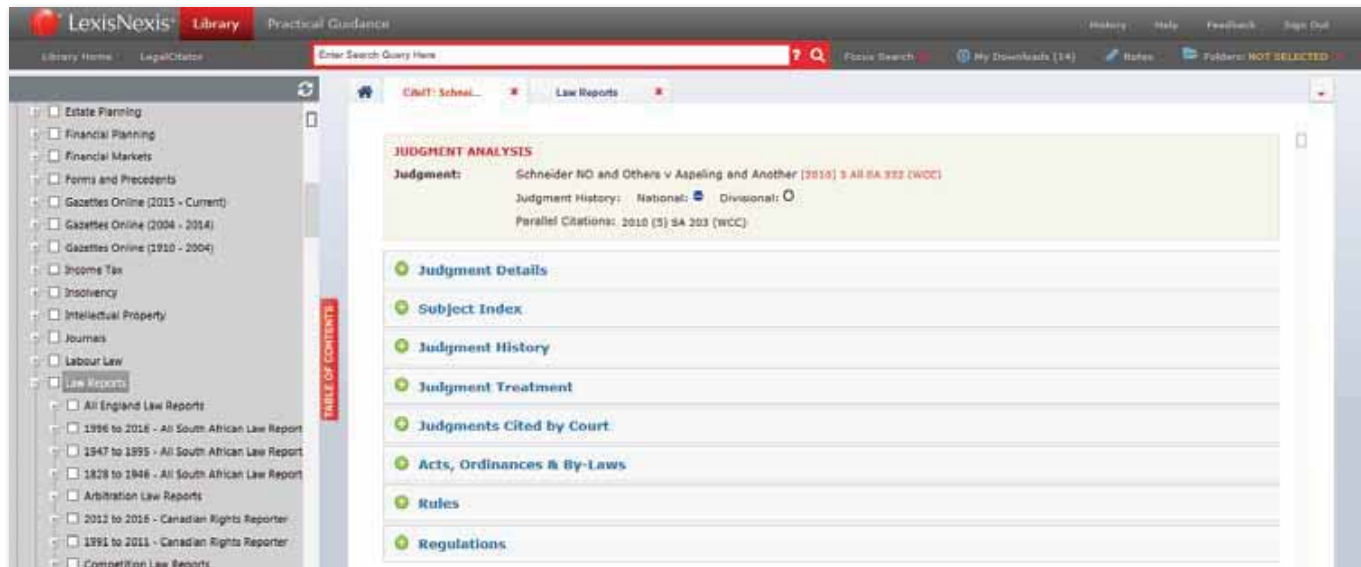 LexisNexis® Library Practical Guidance
History Help Feedback Sign Out
Library Home LegalCitator Enter Search Query Here ? Focus Search My Downloads (14) Notes Folders: NOT SELECTED
Estate Planning
Financial Planning
Financial Markets
Forms and Precedents
Gazettes Online (2015 - Current)
Gazettes Online (2004 - 2014)
Gazettes Online (1910 - 2004)
Income Tax
Insolvency
Intellectual Property
Journals
Labour Law
Law Reports
All England Law Reports
1996 to 2016 - All South African Law Report
1947 to 1995 - All South African Law Report
1828 to 1946 - All South African Law Report
Arbitration Law Reports
2012 to 2016 - Canadian Rights Reporter
1991 to 2011 - Canadian Rights Reporter
Competition Law Reports
TABLE OF CONTENTS
CiteIT: Schnei... Law Reports
JUDGMENT ANALYSIS
Judgment: Schneider NO and Others v Aspeling and Another [2010] 3 All SA 332 (WCC)
Judgment History: National: Divisional:
Parallel Citations: 2010 (5) SA 203 (WCC)
Judgment Details
Subject Index
Judgment History
Judgment Treatment
Judgments Cited by Court
Acts, Ordinances & By-Laws
Rules
Regulations